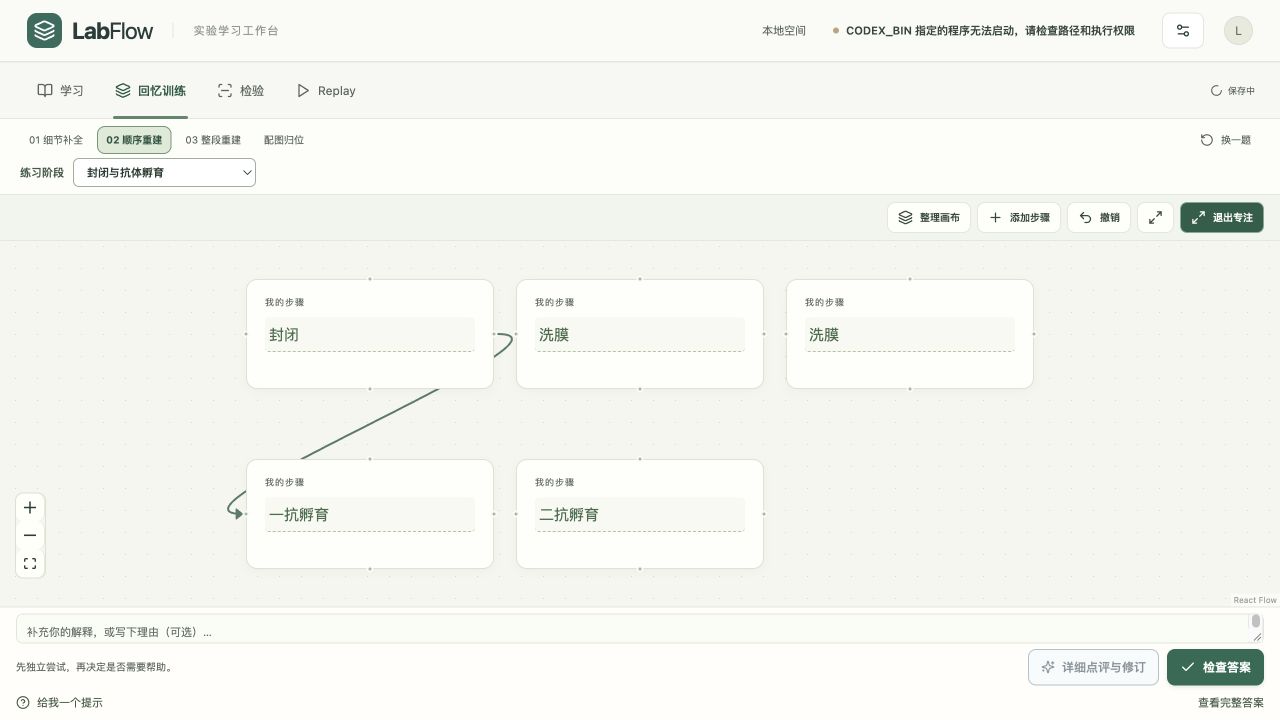 LabFlow
实验学习工作台
本地空间
CODEX_BIN 指定的程序无法启动，请检查路径和执行权限
L
学习
回忆训练
检验
Replay
保存中
01 细节补全
02 顺序重建
03 整段重建
配图归位
换一题
练习阶段
封闭与抗体孵育
整理画布
添加步骤
撤销
退出专注
我的步骤
封闭
我的步骤
洗膜
我的步骤
洗膜
我的步骤
一抗孵育
我的步骤
二抗孵育
React Flow
补充你的解释，或写下理由（可选）...
先独立尝试，再决定是否需要帮助。
详细点评与修订
检查答案
给我一个提示
查看完整答案